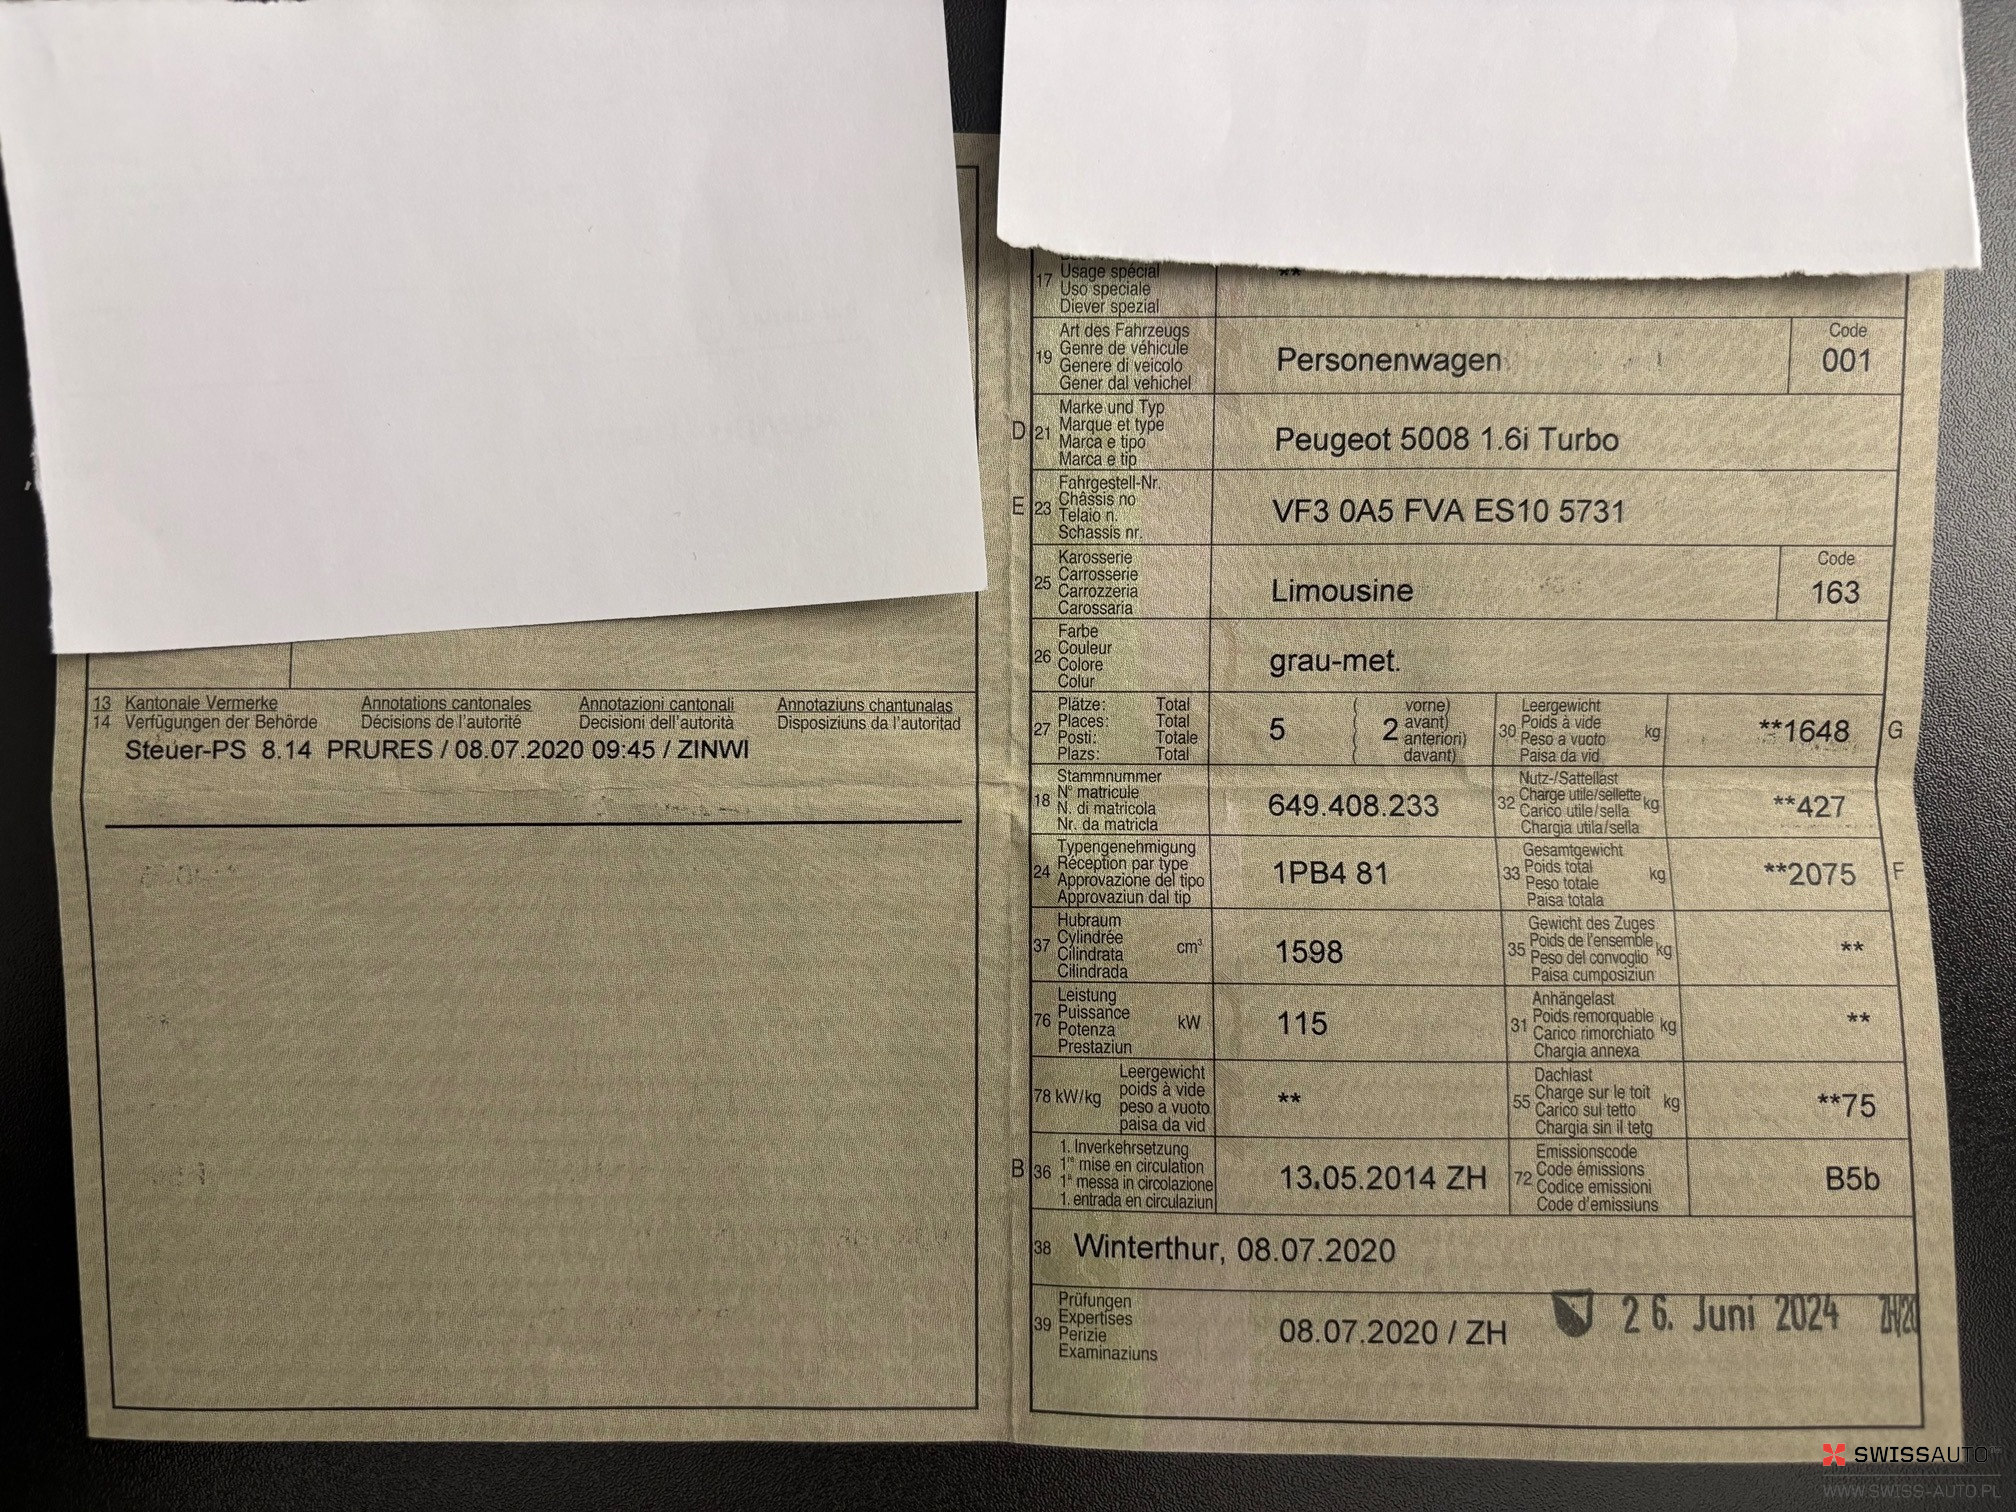 13 Kantonale Vermerke Annotations cantonales Annotazioni cantonali Annotaziuns chantunalas
14 Verfügungen der Behörde Décisions de l'autorité Decisioni dell'autorità Disposiziuns da l'autoritad
Steuer-PS 8.14 PRURES / 08.07.2020 09:45 / ZINWI
17 Usage spécial **
Uso speciale
Diever spezial
19 Art des Fahrzeugs
Genre de véhicule
Genere di veicolo
Gener dal vehichel
Personenwagen
Code
001
D 21 Marke und Typ
Marque et type
Marca e tipo
Marca e tip
Peugeot 5008 1.6i Turbo
E 23 Fahrgestell-Nr.
Châssis no
Telaio n.
Schassis nr.
VF3 0A5 FVA ES10 5731
25 Karosserie
Carrosserie
Carrozzeria
Carossaria
Limousine
Code
163
26 Farbe
Couleur
Colore
Colur
grau-met.
27 Plätze: Total
Places: Total
Posti: Totale
Plazs: Total
5
2
vorne)
avant)
anteriori)
davant)
30 Leergewicht
Poids à vide
Peso a vuoto
Paisa da vid
kg
**1648
G
18 Stammnummer
N° matricule
N. di matricola
Nr. da matricla
649.408.233
32 Nutz-/Sattellast
Charge utile/sellette
Carico utile/sella
Chargia utila/sella
kg
**427
24 Typengenehmigung
Réception par type
Approvazione del tipo
Approvaziun dal tip
1PB4 81
33 Gesamtgewicht
Poids total
Peso totale
Paisa totala
kg
**2075
F
37 Hubraum
Cylindrée
Cilindrata
Cilindrada
cm³
1598
35 Gewicht des Zuges
Poids de l'ensemble
Peso del convoglio
Paisa cumposiziun
kg
**
76 Leistung
Puissance
Potenza
Prestaziun
kW
115
31 Anhängelast
Poids remorquable
Carico rimorchiato
Chargia annexa
kg
**
78 kW/kg
Leergewicht
poids à vide
peso a vuoto
paisa da vid
**
55 Dachlast
Charge sur le toit
Carico sul tetto
Chargia sin il tetg
kg
**75
B 36 1. Inverkehrsetzung
1re mise en circulation
1a messa in circolazione
1. entrada en circulaziun
13.05.2014 ZH
72 Emissionscode
Code émissions
Codice emissioni
Code d'emissiuns
B5b
38 Winterthur, 08.07.2020
39 Prüfungen
Expertises
Perizie
Examinaziuns
08.07.2020 / ZH
26. Juni 2024 ZH/20
SWISSAUTO
WWW.SWISS-AUTO.PL